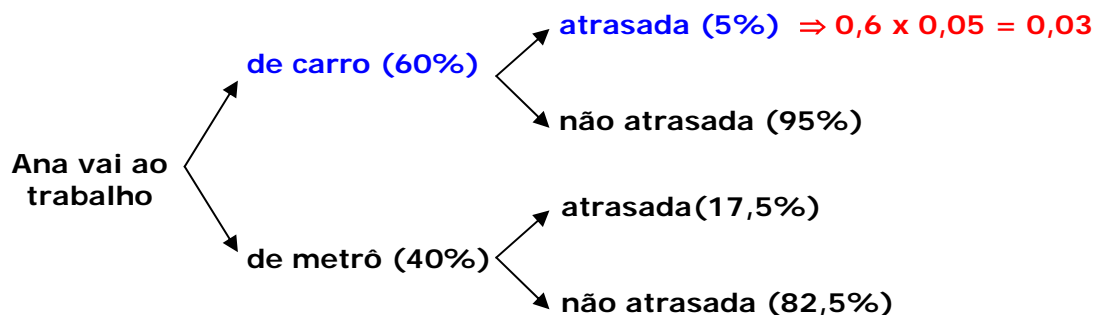 atrasada (5%) ⇒ 0,6 x 0,05 = 0,03
de carro (60%)
não atrasada (95%)
Ana vai ao
trabalho
atrasada(17,5%)
de metrô (40%)
não atrasada (82,5%)